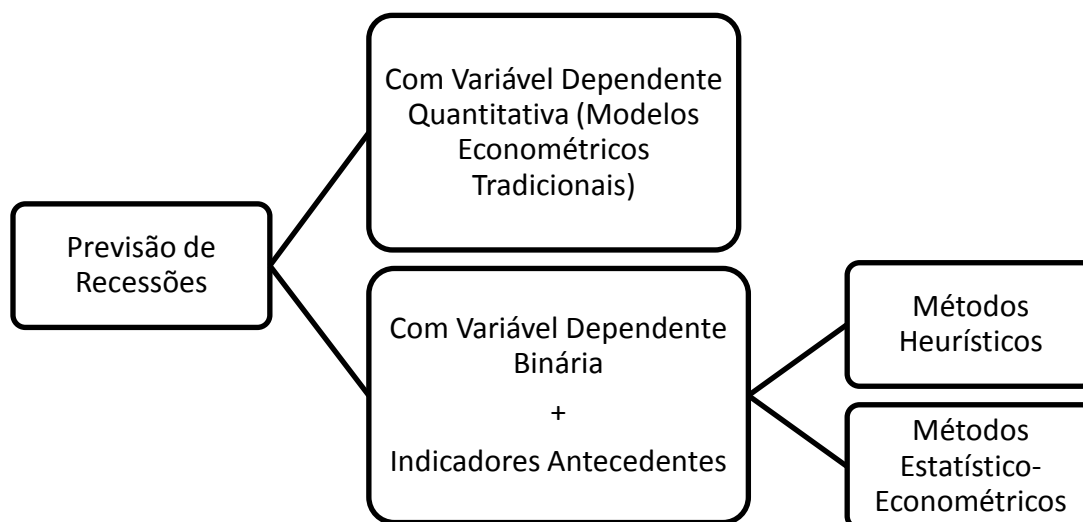 Previsão de
Recessões
Com Variável Dependente
Quantitativa (Modelos
Econométricos
Tradicionais)
Com Variável Dependente
Binária
+
Indicadores Antecedentes
Métodos
Heurísticos
Métodos
Estatístico-
Econométricos